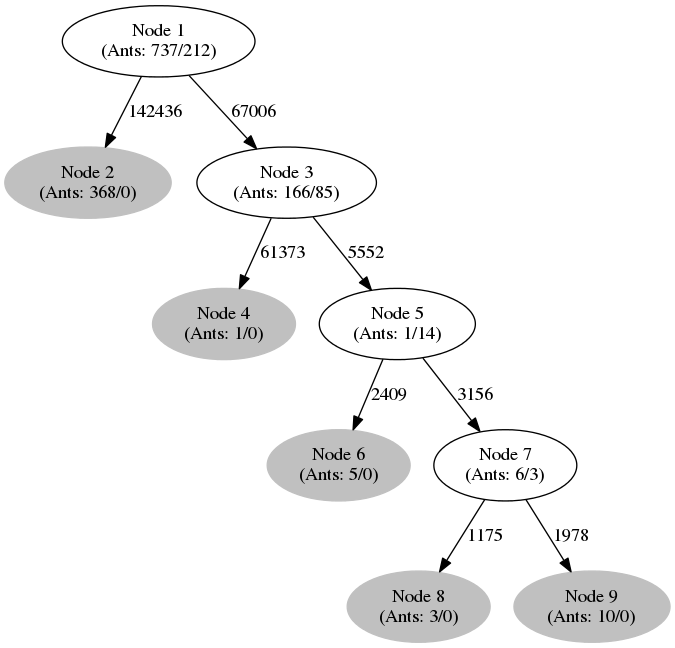 Node 1
(Ants: 737/212)
142436
67006
Node 2
(Ants: 368/0)
Node 3
(Ants: 166/85)
61373
5552
Node 4
(Ants: 1/0)
Node 5
(Ants: 1/14)
2409
3156
Node 6
(Ants: 5/0)
Node 7
(Ants: 6/3)
1175
1978
Node 8
(Ants: 3/0)
Node 9
(Ants: 10/0)